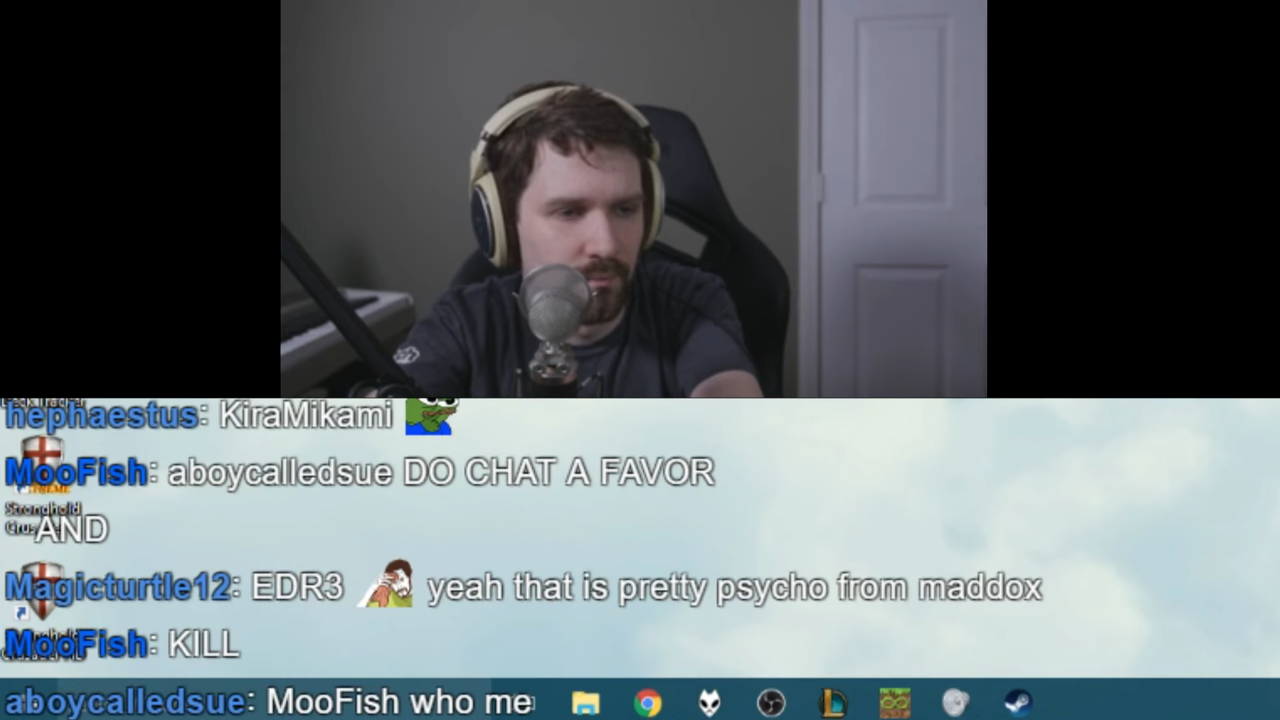 hephaestus: KiraMikami
MooFish: aboycalledsue DO CHAT A FAVOR
Stronghold
AND
Magicturtle12: EDR3 yeah that is pretty psycho from maddox
MooFish: KILL
aboycalledsue: MooFish who me